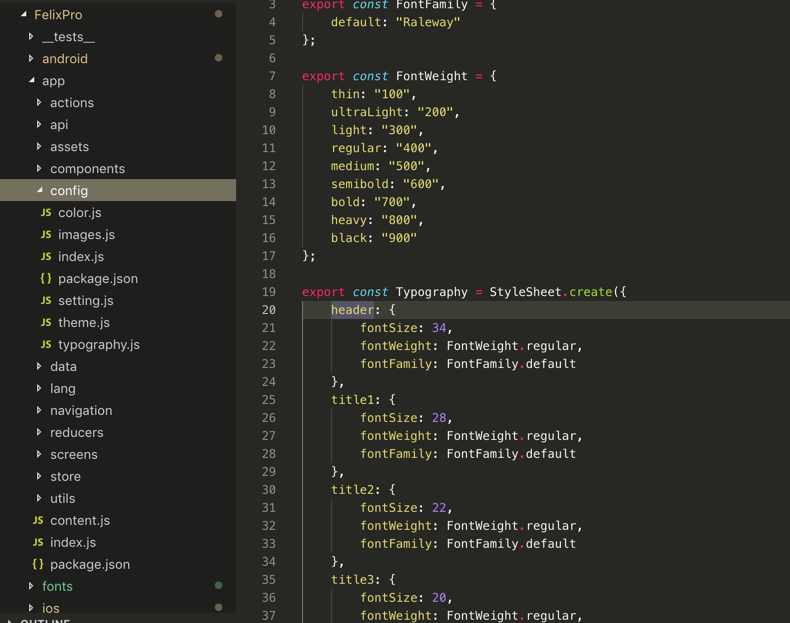 FelixPro
__tests__
android
app
actions
api
assets
components
config
JS color.js
JS images.js
JS index.js
{} package.json
JS setting.js
JS theme.js
JS typography.js
data
lang
navigation
reducers
screens
store
utils
JS content.js
JS index.js
{} package.json
fonts
ios
OUTLINE
3 export const FontFamily = {
4 default: "Raleway"
5 };
6
7 export const FontWeight = {
8 thin: "100",
9 ultraLight: "200",
10 light: "300",
11 regular: "400",
12 medium: "500",
13 semibold: "600",
14 bold: "700",
15 heavy: "800",
16 black: "900"
17 };
18
19 export const Typography = StyleSheet.create({
20 header: {
21 fontSize: 34,
22 fontWeight: FontWeight.regular,
23 fontFamily: FontFamily.default
24 },
25 title1: {
26 fontSize: 28,
27 fontWeight: FontWeight.regular,
28 fontFamily: FontFamily.default
29 },
30 title2: {
31 fontSize: 22,
32 fontWeight: FontWeight.regular,
33 fontFamily: FontFamily.default
34 },
35 title3: {
36 fontSize: 20,
37 fontWeight: FontWeight.regular,